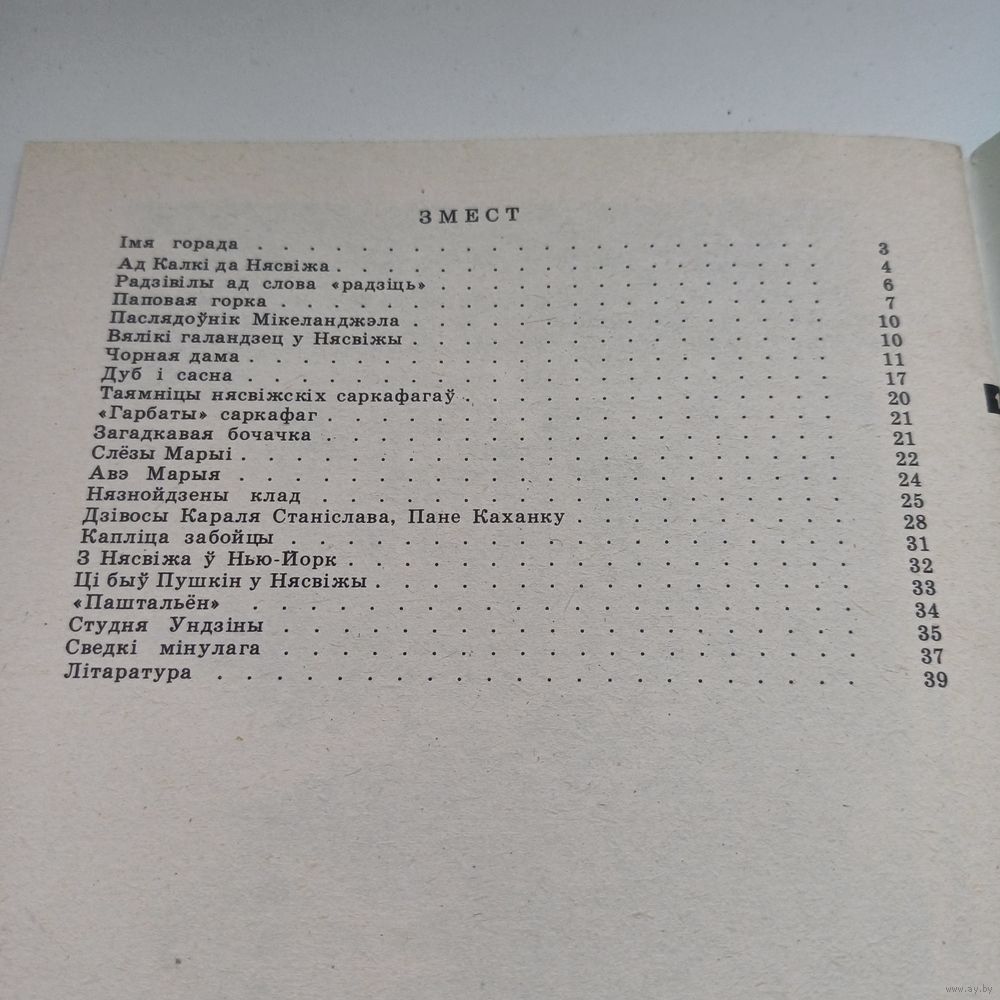 ЗМЕСТ
Імя горада . . . . . . . . . . . . . . . . . . . . 3
Ад Калкі да Нясвіжа . . . . . . . . . . . . . . . . 4
Радзівілы ад слова «радзіць» . . . . . . . . . . . . 6
Паповая горка . . . . . . . . . . . . . . . . . . . 7
Паслядоўнік Мікеланджэла . . . . . . . . . . . . . . 10
Вялікі галандзец у Нясвіжы . . . . . . . . . . . . . 10
Чорная дама . . . . . . . . . . . . . . . . . . . . 11
Дуб і сасна . . . . . . . . . . . . . . . . . . . . 17
Таямніцы нясвіжскіх саркафагаў . . . . . . . . . . . 20
«Гарбаты» саркафаг . . . . . . . . . . . . . . . . . 21
Загадкавая бочачка . . . . . . . . . . . . . . . . . 21
Слёзы Марыі . . . . . . . . . . . . . . . . . . . . 22
Авэ Марыя . . . . . . . . . . . . . . . . . . . . . 24
Нязнойдзены клад . . . . . . . . . . . . . . . . . . 25
Дзівосы Караля Станіслава, Пане Каханку . . . . . . . 28
Капліца забойцы . . . . . . . . . . . . . . . . . . 31
З Нясвіжа ў Нью-Йорк . . . . . . . . . . . . . . . . 32
Ці быў Пушкін у Нясвіжы . . . . . . . . . . . . . . 33
«Паштальён» . . . . . . . . . . . . . . . . . . . . 34
Студня Ундзіны . . . . . . . . . . . . . . . . . . . 35
Сведкі мінулага . . . . . . . . . . . . . . . . . . 37
Літаратура . . . . . . . . . . . . . . . . . . . . . 39
www.ay.by